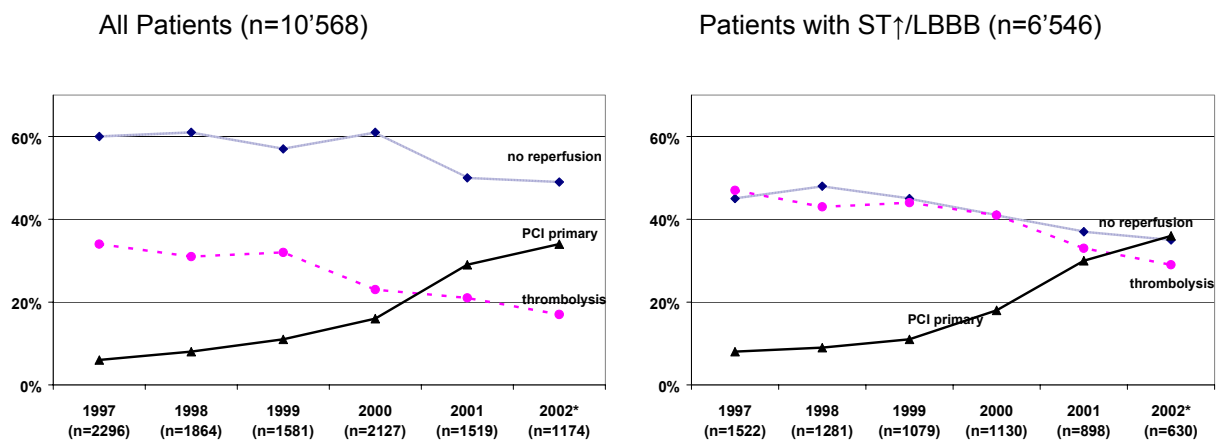 All Patients (n=10’568)
60%
40%
20%
0%
no reperfusion
PCI primary
thrombolysis
1997 1998 1999 2000 2001 2002*
(n=2296) (n=1864) (n=1581) (n=2127) (n=1519) (n=1174)
Patients with ST↑/LBBB (n=6’546)
60%
40%
20%
0%
no reperfusion
thrombolysis
PCI primary
1997 1998 1999 2000 2001 2002*
(n=1522) (n=1281) (n=1079) (n=1130) (n=898) (n=630)